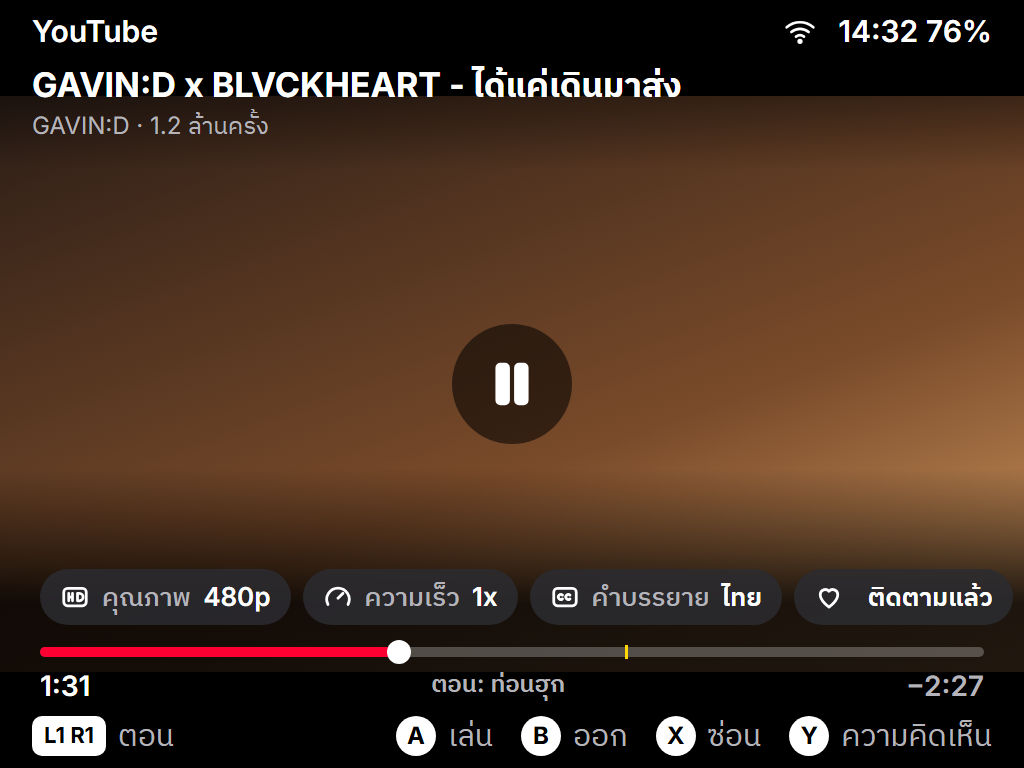 YouTube 14:32 76%
GAVIN:D x BLVCKHEART - ได้แค่เดินมาส่ง
GAVIN:D · 1.2 ล้านครั้ง
HD คุณภาพ 480p ความเร็ว 1x CC คำบรรยาย ไทย ติดตามแล้ว
1:31 ตอน: ท่อนฮุก −2:27
L1 R1 ตอน A เล่น B ออก X ซ่อน Y ความคิดเห็น